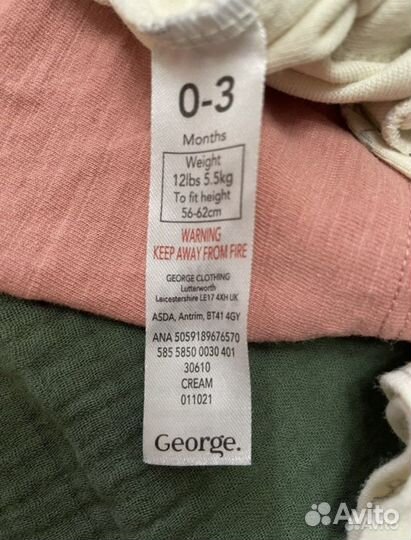 0-3
Months
Weight
12lbs 5.5kg
To fit height
56-62cm
WARNING
KEEP AWAY FROM FIRE
GEORGE CLOTHING
Lutterworth
Leicestershire LE17 4XH UK
ASDA, Antrim, BT41 4GY
ANA 5059189676570
585 5850 0030 401
30610
CREAM
011021
George.
Avito